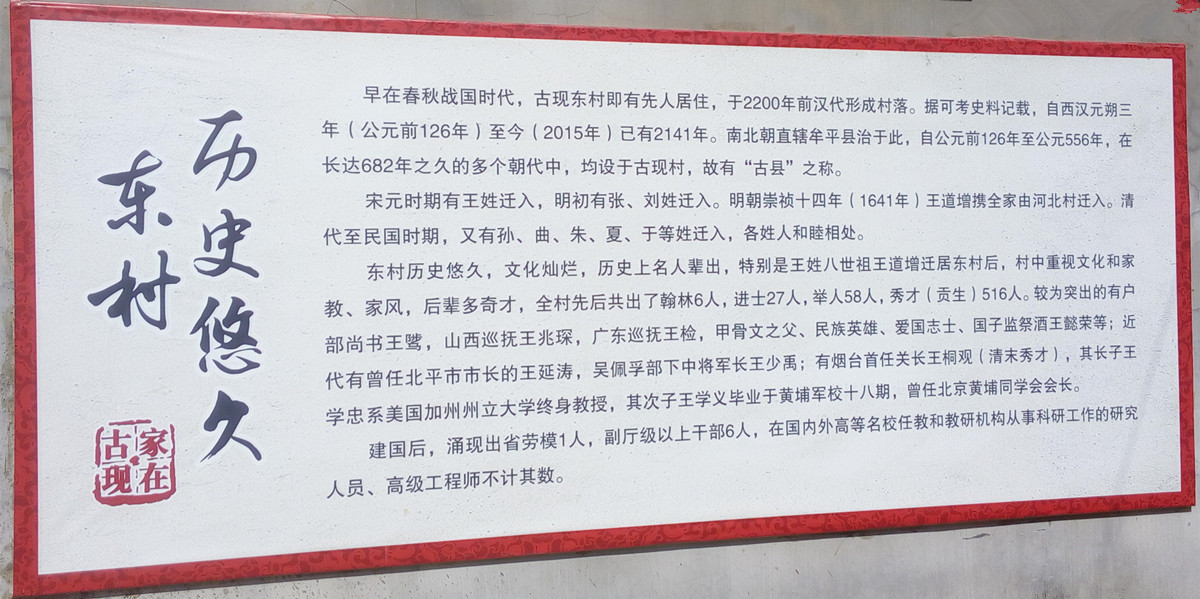 历史悠久
东村
家在
古现
早在春秋战国时代，古现东村即有先人居住，于2200年前汉代形成村落。据可考史料记载，自西汉元朔三
年（公元前126年）至今（2015年）已有2141年。南北朝直辖牟平县治于此，自公元前126年至公元556年，在
长达682年之久的多个朝代中，均设于古现村，故有“古县”之称。
宋元时期有王姓迁入，明初有张、刘姓迁入。明朝崇祯十四年（1641年）王道增携全家由河北村迁入。清
代至民国时期，又有孙、曲、朱、夏、于等姓迁入，各姓人和睦相处。
东村历史悠久，文化灿烂，历史上名人辈出，特别是王姓八世祖王道增迁居东村后，村中重视文化和家
教、家风，后辈多奇才，全村先后共出了翰林6人，进士27人，举人58人，秀才（贡生）516人。较为突出的有户
部尚书王骘，山西巡抚王兆琛，广东巡抚王检，甲骨文之父、民族英雄、爱国志士、国子监祭酒王懿荣等；近
代有曾任北平市市长的王延涛，吴佩孚部下中将军长王少禹；有烟台首任关长王桐观（清末秀才），其长子王
学忠系美国加州州立大学终身教授，其次子王学义毕业于黄埔军校十八期，曾任北京黄埔同学会会长。
建国后，涌现出省劳模1人，副厅级以上干部6人，在国内外高等名校任教和教研机构从事科研工作的研究
人员、高级工程师不计其数。